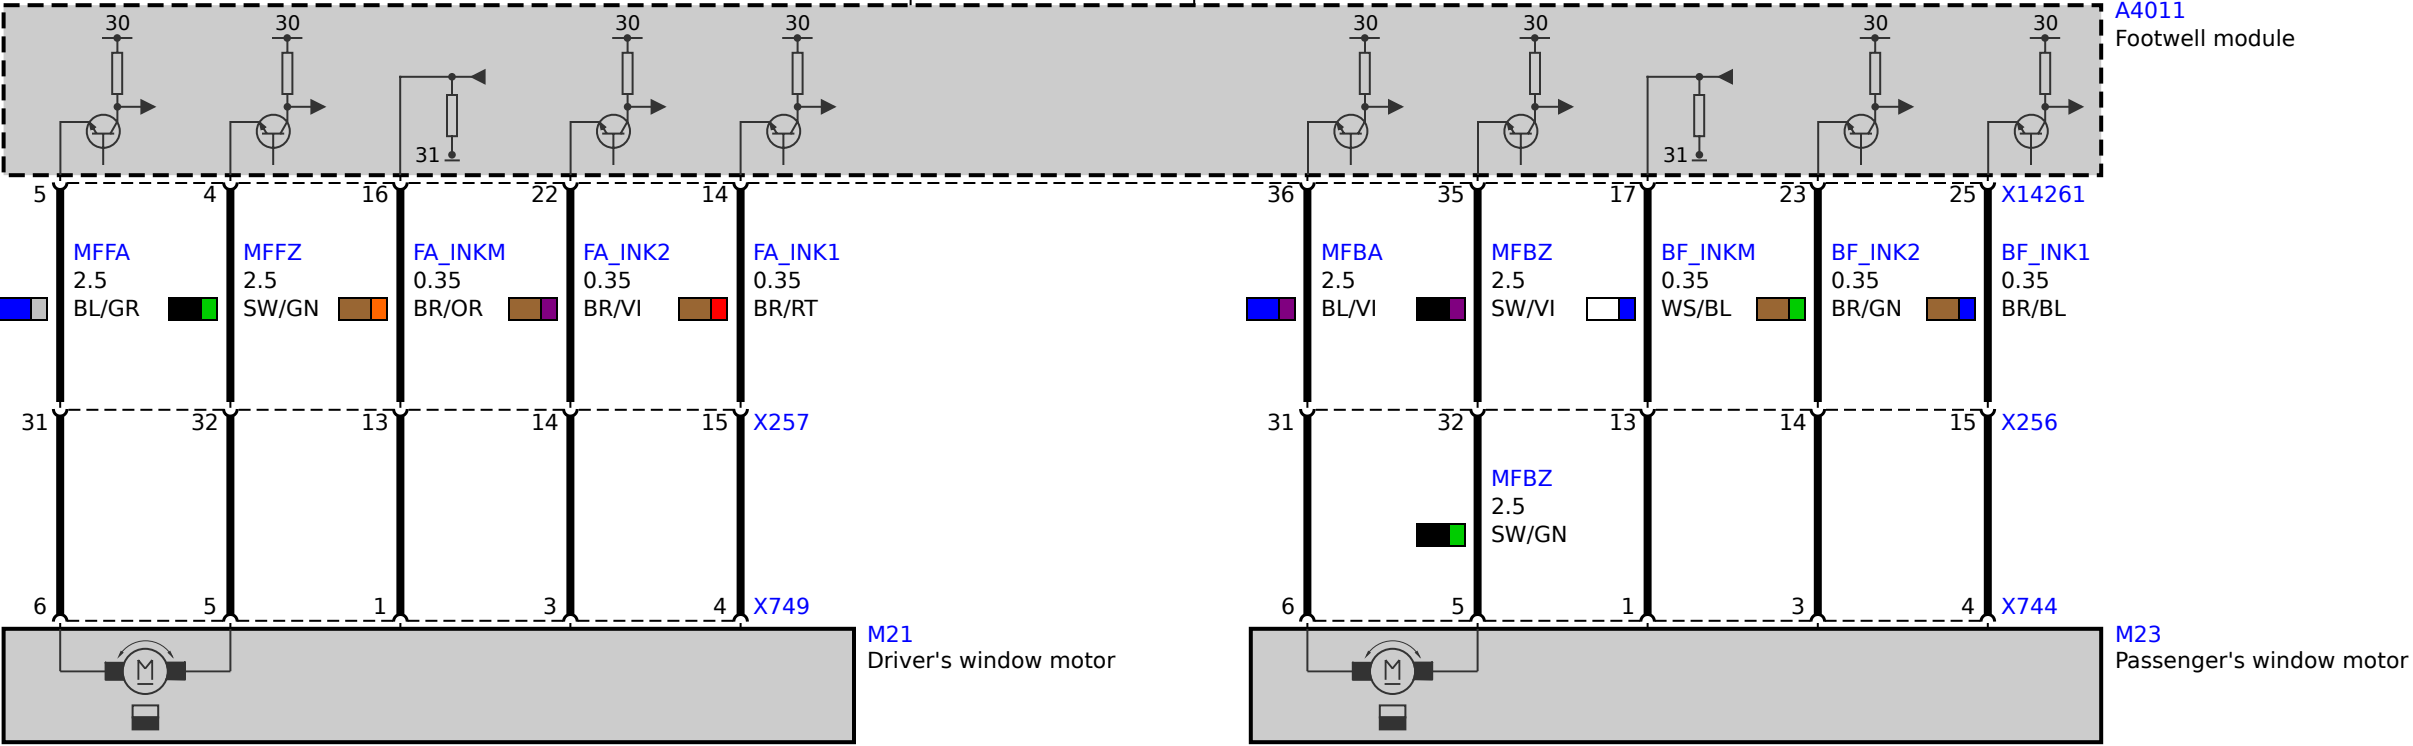 30 30 30 30 30 30 30 30
A4011
Footwell module
31 31
5 4 16 22 14 36 35 17 23 25 X14261
MFFA MFFZ FA_INKM FA_INK2 FA_INK1 MFBA MFBZ BF_INKM BF_INK2 BF_INK1
2.5 2.5 0.35 0.35 0.35 2.5 2.5 0.35 0.35 0.35
BL/GR SW/GN BR/OR BR/VI BR/RT BL/VI SW/VI WS/BL BR/GN BR/BL
31 32 13 14 15 X257 31 32 13 14 15 X256
MFBZ
2.5
SW/GN
6 5 1 3 4 X749 6 5 1 3 4 X744
M21 M23
Driver's window motor Passenger's window motor
M M